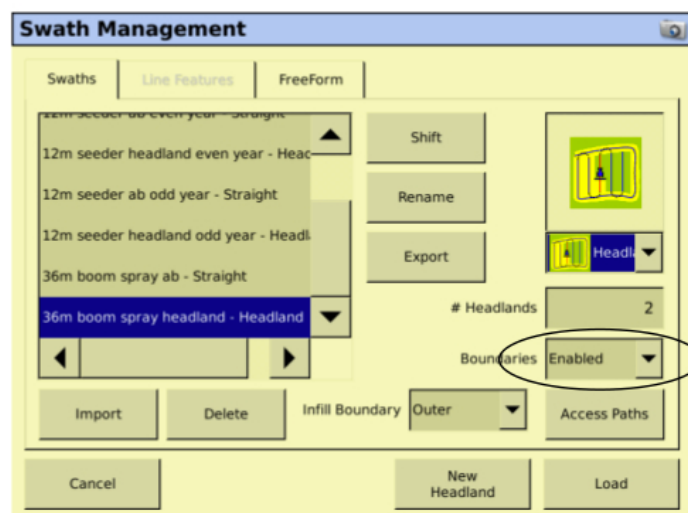 Swath Management
Swaths
Line Features
FreeForm
12m seeder ab even year - Straight
12m seeder headland even year - Head
12m seeder ab odd year - Straight
12m seeder headland odd year - Headl
36m boom spray ab - Straight
36m boom spray headland - Headland
Shift
Rename
Export
Headl
# Headlands
2
Boundaries
Enabled
Import
Delete
Infill Boundary
Outer
Access Paths
Cancel
New
Headland
Load